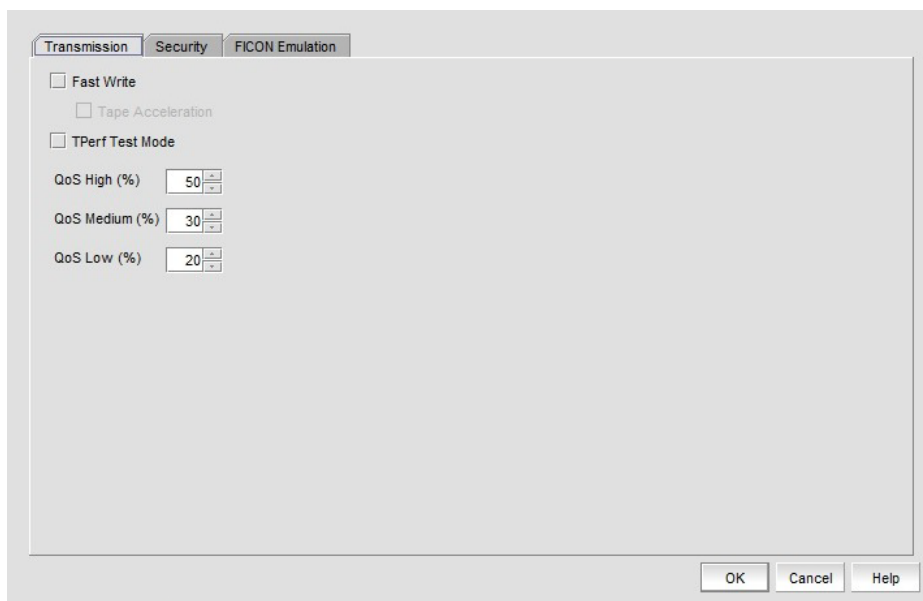 Transmission Security FICON Emulation
Fast Write
Tape Acceleration
TPerf Test Mode
QoS High (%) 50
QoS Medium (%) 30
QoS Low (%) 20
OK Cancel Help